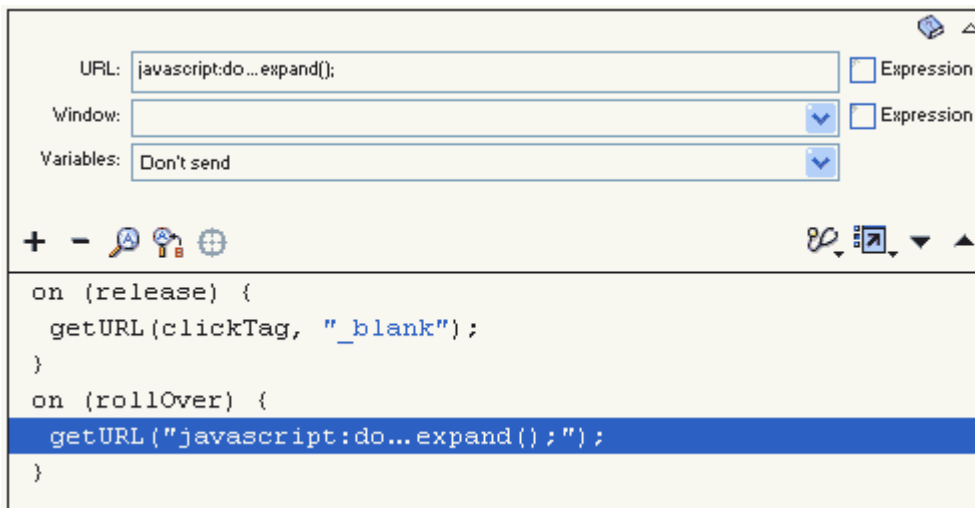 URL: javascript:do...expand(); Expression
Window: Expression
Variables: Don't send
on (release) {
getURL(clickTag, "_blank");
}
on (rollOver) {
getURL("javascript:do...expand();");
}